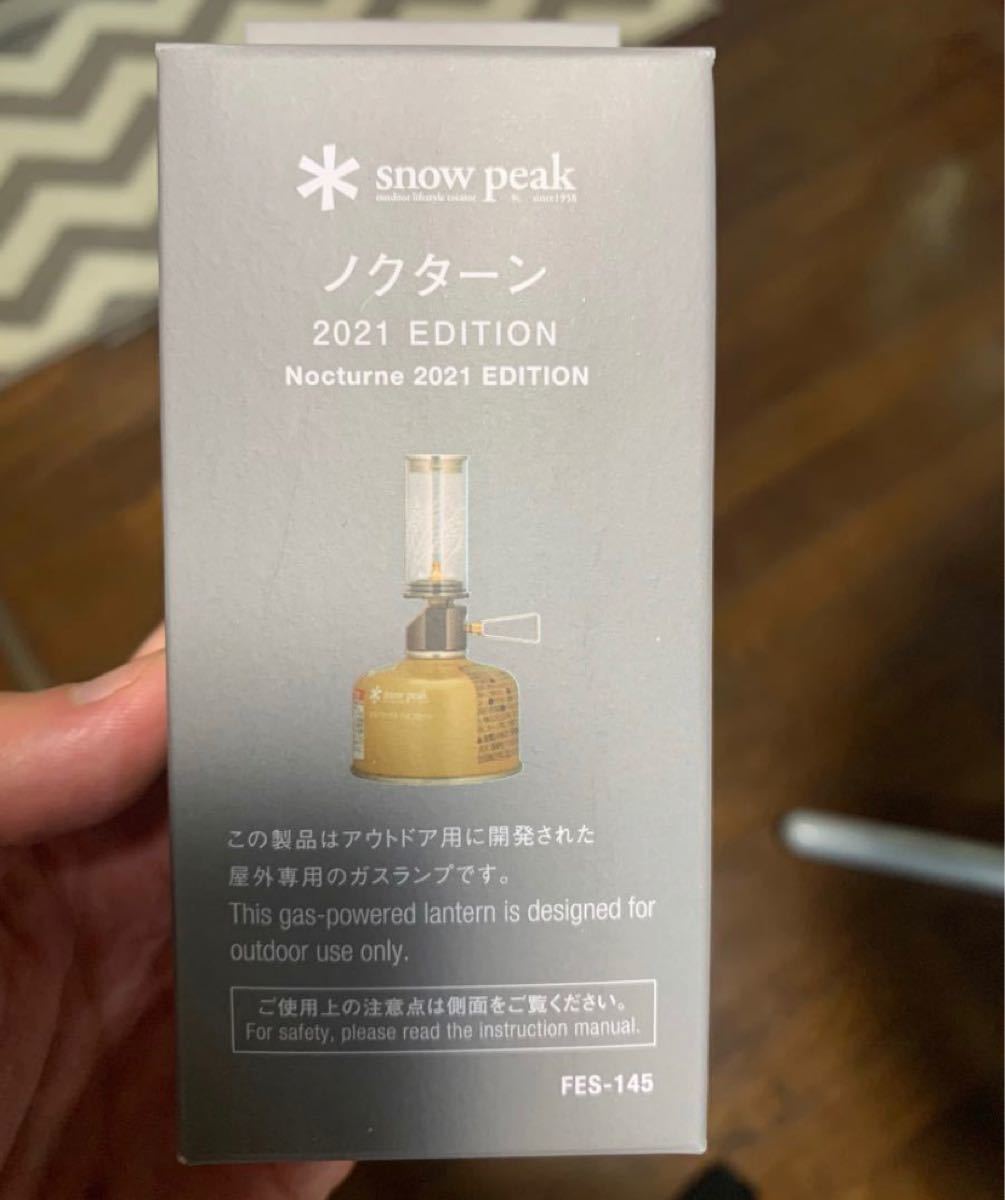 snow peak
outdoor lifestyle creator since1958
ノクターン
2021 EDITION
Nocturne 2021 EDITION
snow peak
この製品はアウトドア用に開発された
屋外専用のガスランプです。
This gas-powered lantern is designed for
outdoor use only.
ご使用上の注意点は側面をご覧ください。
For safety, please read the instruction manual.
FES-145